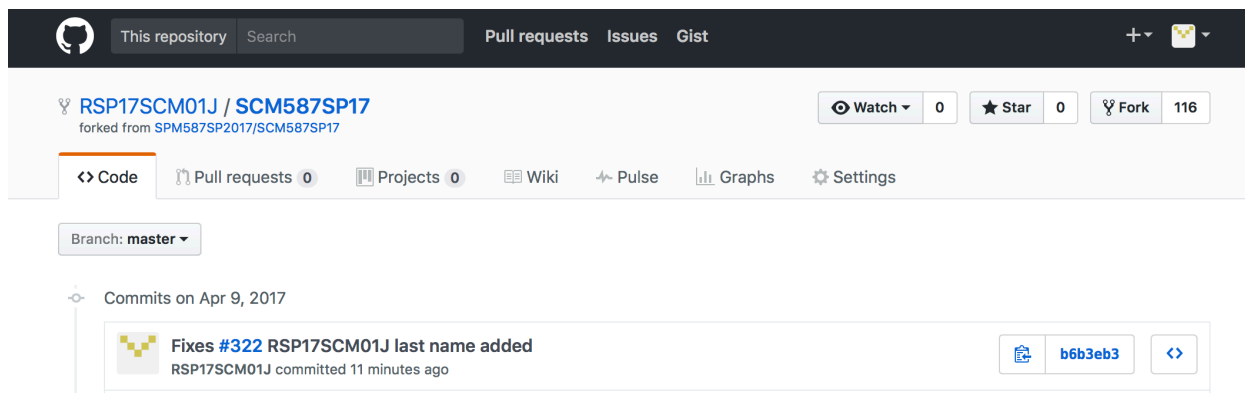 This repository Search Pull requests Issues Gist
RSP17SCM01J / SCM587SP17 Watch 0 Star 0 Fork 116
forked from SPM587SP2017/SCM587SP17
Code Pull requests 0 Projects 0 Wiki Pulse Graphs Settings
Branch: master
Commits on Apr 9, 2017
Fixes #322 RSP17SCM01J last name added b6b3eb3
RSP17SCM01J committed 11 minutes ago